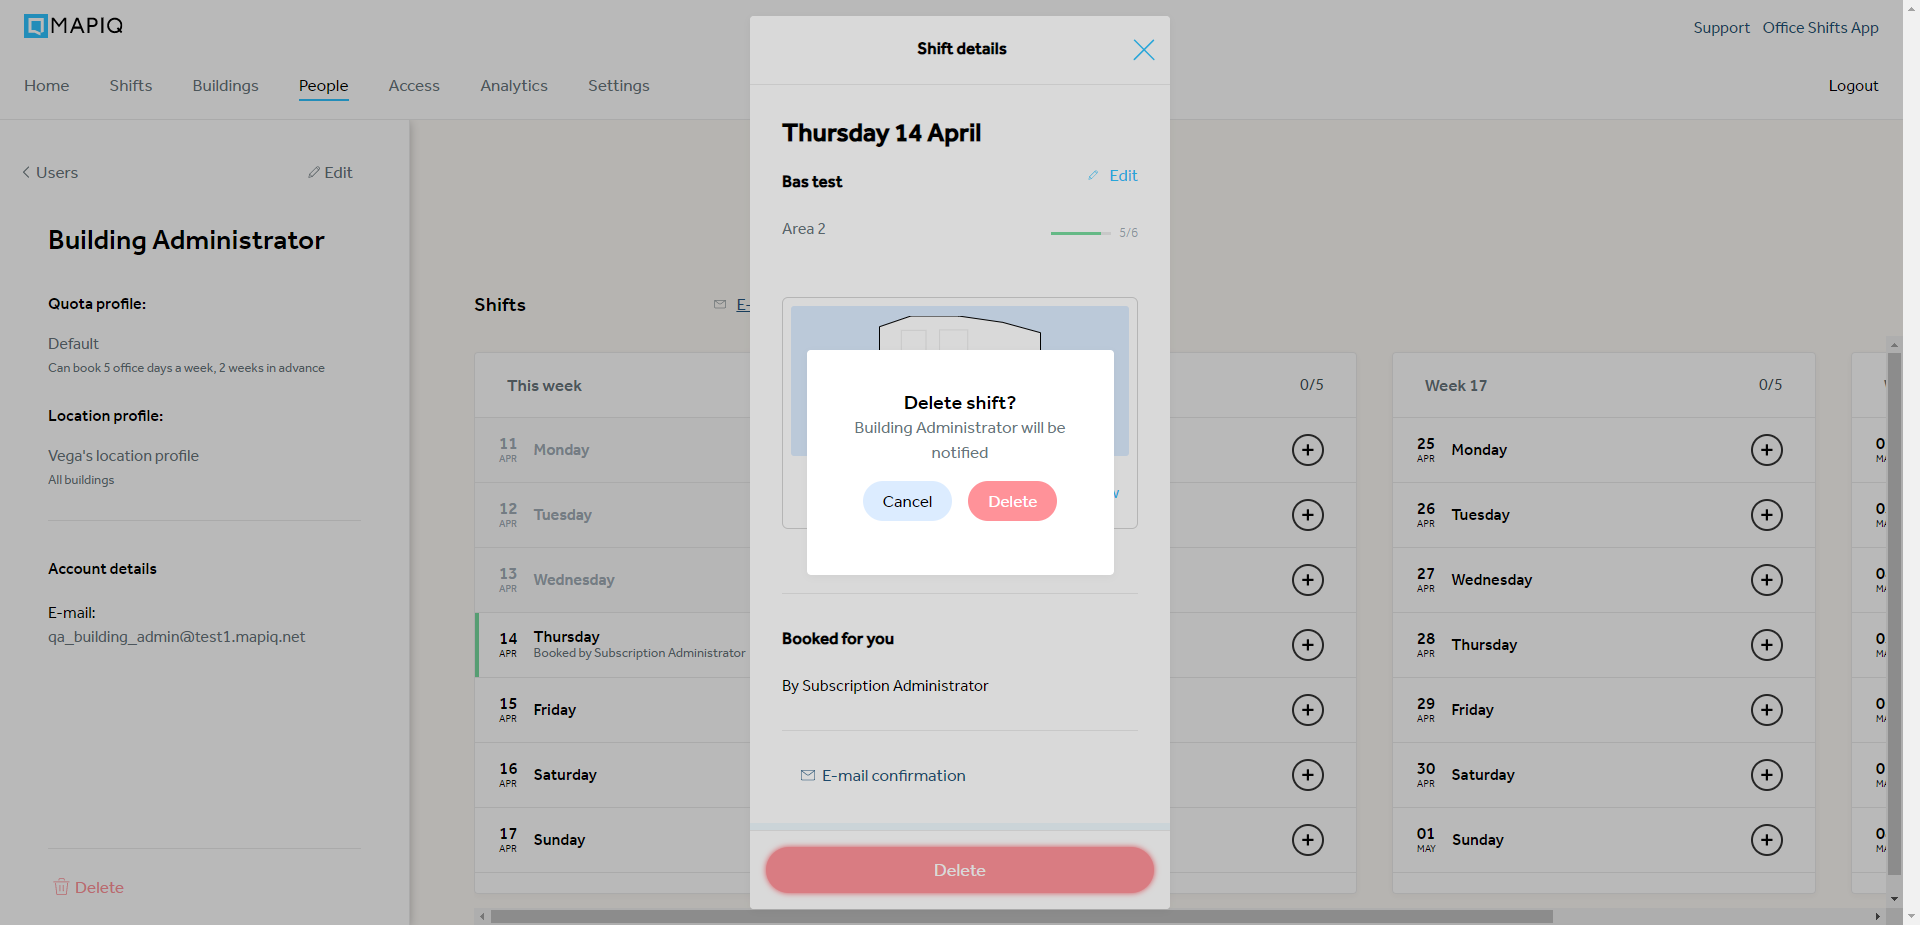 MAPIQ
Support
Office Shifts App
Home
Shifts
Buildings
People
Access
Analytics
Settings
Logout
Users
Edit
Building Administrator
Quota profile:
Default
Can book 5 office days a week, 2 weeks in advance
Location profile:
Vega's location profile
All buildings
Account details
E-mail:
qa_building_admin@test1.mapiq.net
Delete
Shifts
E-
This week
11 APR Monday
12 APR Tuesday
13 APR Wednesday
14 APR Thursday
Booked by Subscription Administrator
15 APR Friday
16 APR Saturday
17 APR Sunday
Shift details
Thursday 14 April
Bas test
Edit
Area 2
5/6
Delete shift?
Building Administrator will be
notified
Cancel
Delete
Booked for you
By Subscription Administrator
E-mail confirmation
Delete
0/5
Week 17
0/5
25 APR Monday
26 APR Tuesday
27 APR Wednesday
28 APR Thursday
29 APR Friday
30 APR Saturday
01 MAY Sunday